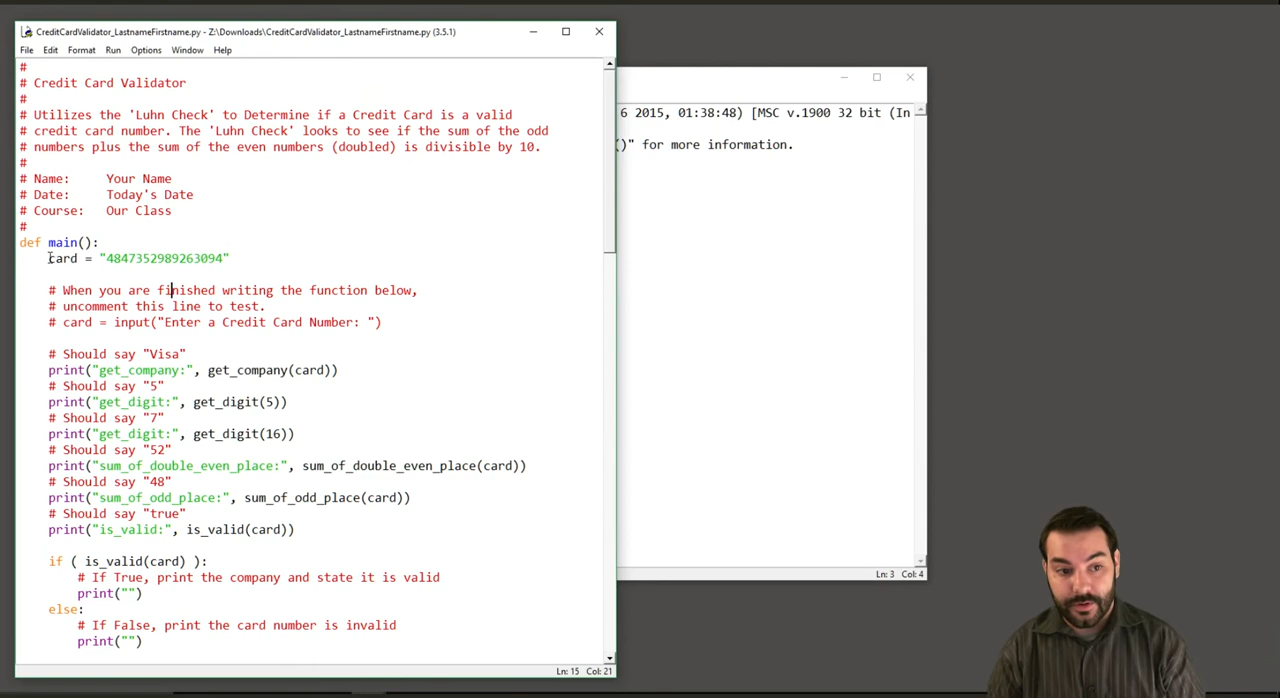 CreditCardValidator_LastnameFirstname.py - Z:\Downloads\CreditCardValidator_LastnameFirstname.py (3.5.1)
File Edit Format Run Options Window Help
#
# Credit Card Validator
#
# Utilizes the 'Luhn Check' to Determine if a Credit Card is a valid
# credit card number. The 'Luhn Check' looks to see if the sum of the odd
# numbers plus the sum of the even numbers (doubled) is divisible by 10.
#
# Name: Your Name
# Date: Today's Date
# Course: Our Class
#
def main():
card = "4847352989263094"
# When you are finished writing the function below,
# uncomment this line to test.
# card = input("Enter a Credit Card Number: ")
# Should say "Visa"
print("get_company:", get_company(card))
# Should say "5"
print("get_digit:", get_digit(5))
# Should say "7"
print("get_digit:", get_digit(16))
# Should say "52"
print("sum_of_double_even_place:", sum_of_double_even_place(card))
# Should say "48"
print("sum_of_odd_place:", sum_of_odd_place(card))
# Should say "true"
print("is_valid:", is_valid(card))
if ( is_valid(card) ):
# If True, print the company and state it is valid
print("")
else:
# If False, print the card number is invalid
print("")
Ln: 15 Col: 21
6 2015, 01:38:48) [MSC v.1900 32 bit (In
()" for more information.
Ln: 3 Col: 4